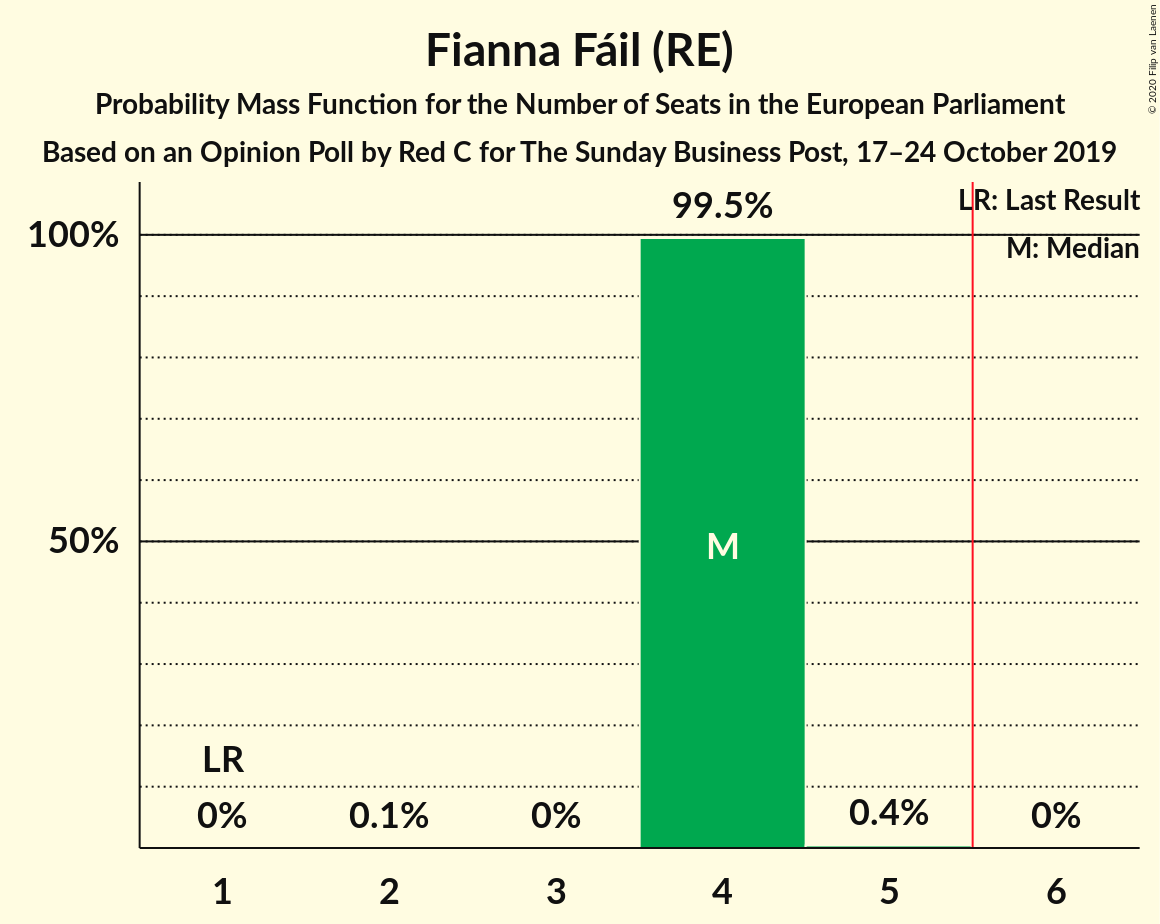 Fianna Fáil (RE)
Probability Mass Function for the Number of Seats in the European Parliament
Based on an Opinion Poll by Red C for The Sunday Business Post, 17–24 October 2019
© 2020 Filip van Laenen
99.5%
LR: Last Result
100%
M: Median
50%
M
LR
0%
0.1%
0%
0.4%
0%
1 2 3 4 5 6